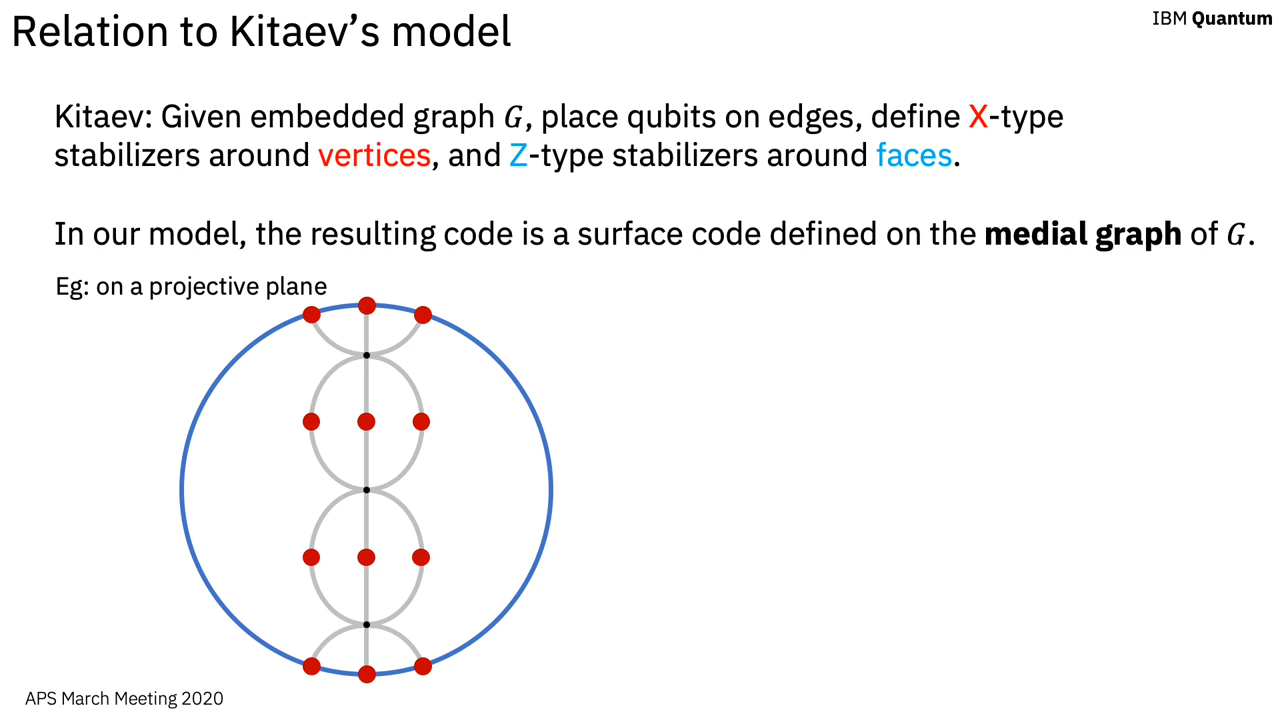 Relation to Kitaev’s model
IBM Quantum
Kitaev: Given embedded graph G, place qubits on edges, define X-type
stabilizers around vertices, and Z-type stabilizers around faces.
In our model, the resulting code is a surface code defined on the medial graph of G.
Eg: on a projective plane
APS March Meeting 2020